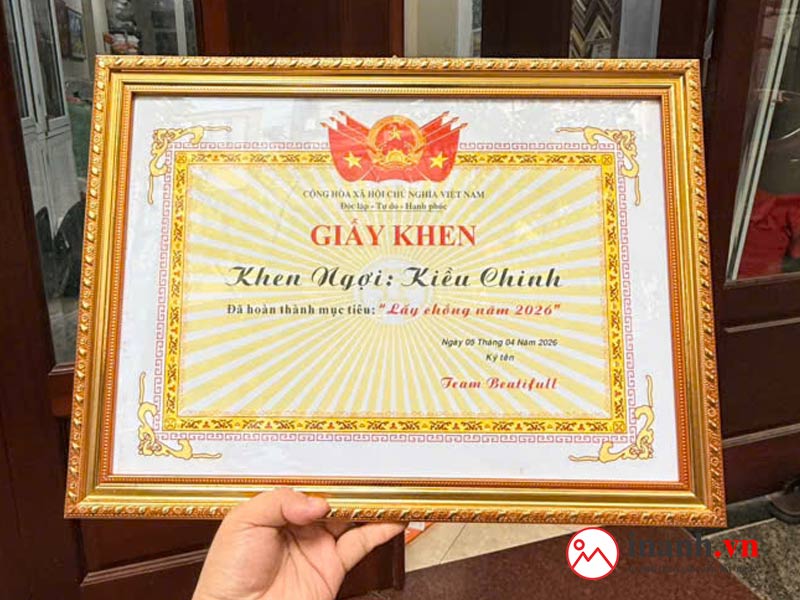 CỘNG HÒA XÃ HỘI CHỦ NGHĨA VIỆT NAM
Độc lập - Tự do - Hạnh phúc
GIẤY KHEN
Khen Ngợi: Kiều Chinh
Đã hoàn thành mục tiêu: "Lấy chồng năm 2026"
Ngày 05 Tháng 04 Năm 2026
Ký tên
Team Beatifull
inanh.vn